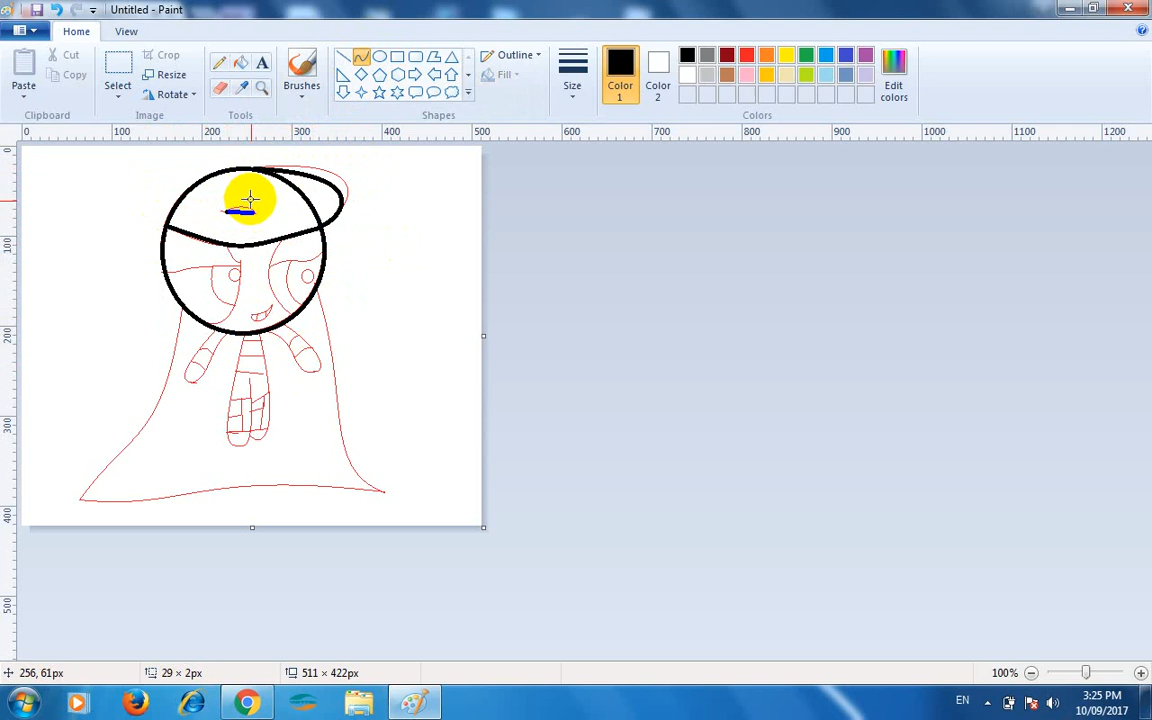 Untitled - Paint
Home View
Paste Cut Copy Clipboard
Select Crop Resize Rotate Image
A Tools
Brushes
Shapes Outline Fill
Size
Color 1 Color 2 Colors Edit colors
0 100 200 300 400 500 600 700 800 900 1000 1100 1200
0
100
200
300
400
500
256, 61px 29 × 2px 511 × 422px 100%
EN 3:25 PM
10/09/2017